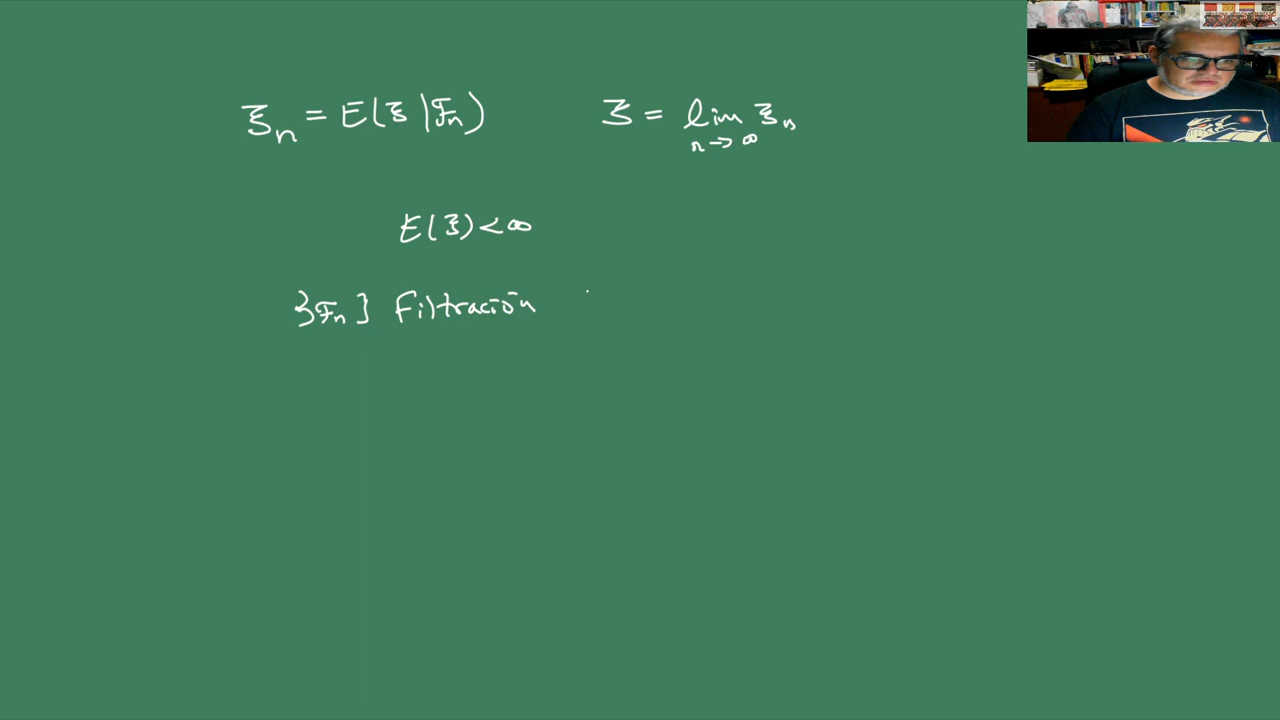 ξn = E(ξ | Fn)    ξ = lim ξn
n→∞
E(ξ) < ∞
{Fn} Filtración